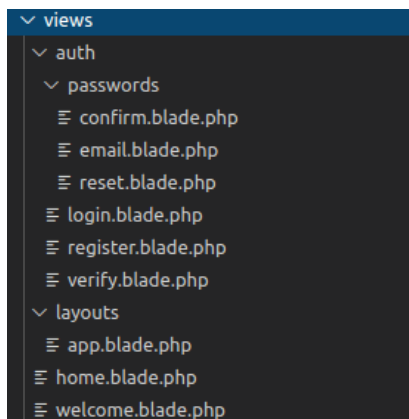 views
auth
passwords
confirm.blade.php
email.blade.php
reset.blade.php
login.blade.php
register.blade.php
verify.blade.php
layouts
app.blade.php
home.blade.php
welcome.blade.php